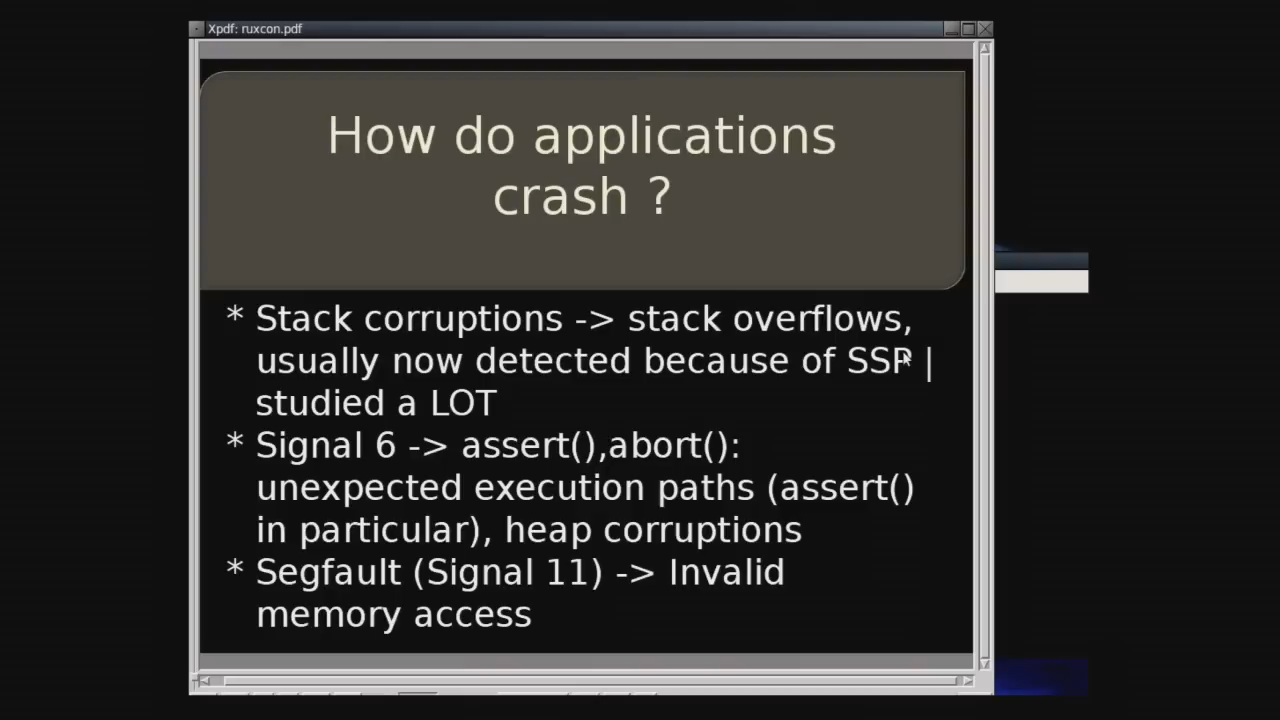 Xpdf: ruxcon.pdf
How do applications
crash ?
* Stack corruptions -> stack overflows,
usually now detected because of SSP |
studied a LOT
* Signal 6 -> assert(),abort():
unexpected execution paths (assert()
in particular), heap corruptions
* Segfault (Signal 11) -> Invalid
memory access